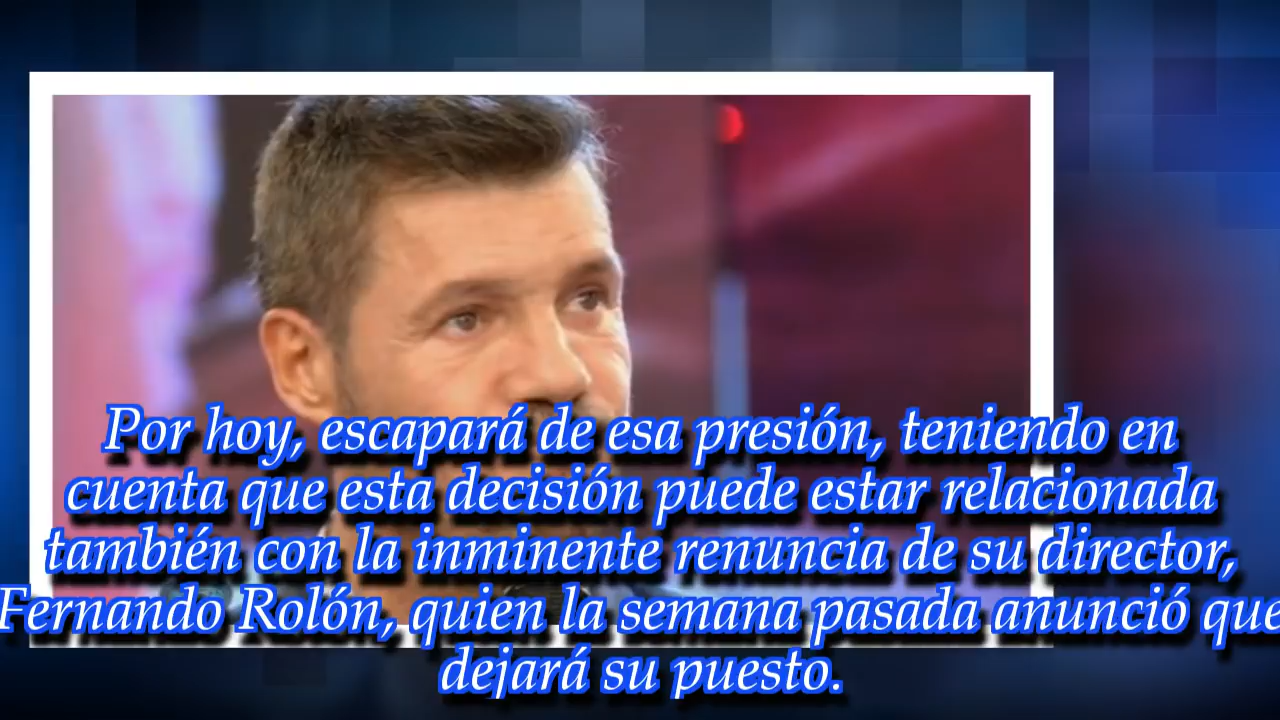 Por hoy, escapará de esa presión, teniendo en
cuenta que esta decisión puede estar relacionada
también con la inminente renuncia de su director,
Fernando Rolón, quien la semana pasada anunció que
dejará su puesto.